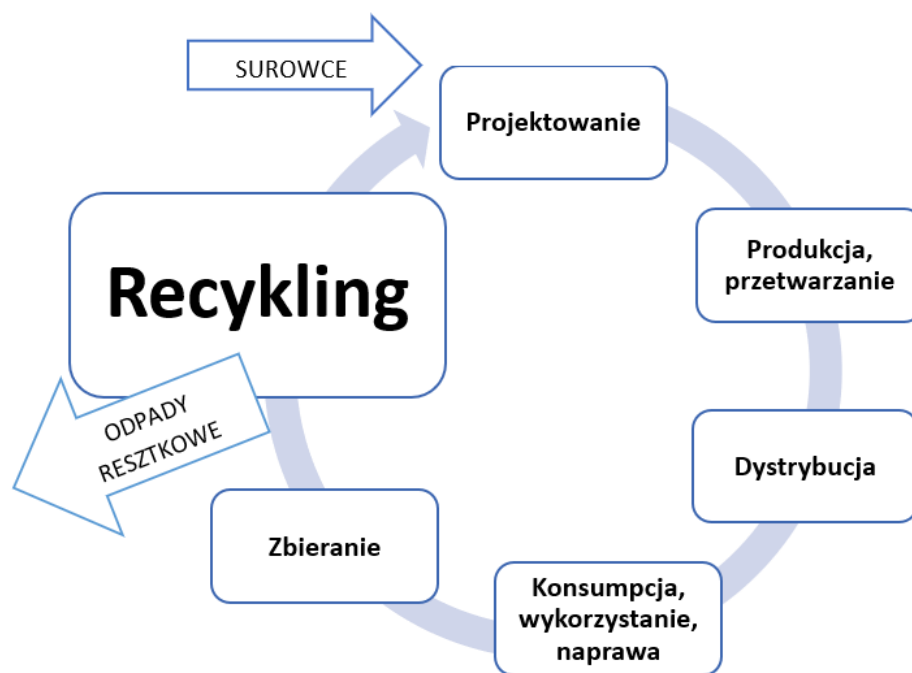 SUROWCE
Projektowanie
Produkcja,
przetwarzanie
Recykling
ODPADY
RESZTKOWE
Dystrybucja
Zbieranie
Konsumpcja,
wykorzystanie,
naprawa